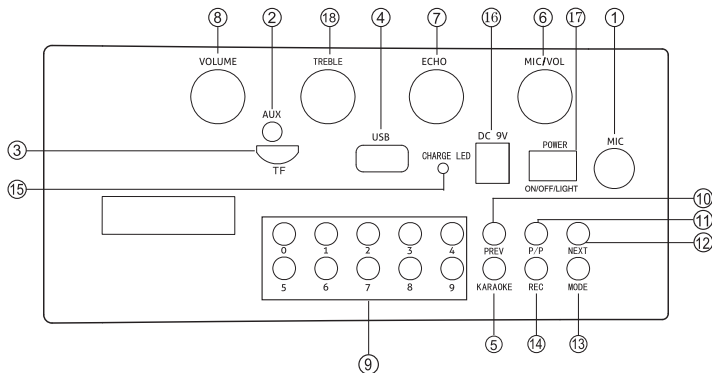 ⑧ ② ⑱ ④ ⑦ ⑯ ⑥ ⑰ ①
VOLUME TREBLE ECHO MIC/VOL
AUX
USB DC 9V POWER MIC
③ CHARGE LED
TF
⑮ ON/OFF/LIGHT
⑩
⑪
0 1 2 3 4 PREV P/P NEXT ⑫
5 6 7 8 9 KARAOKE REC MODE
⑨ ⑤ ⑭ ⑬